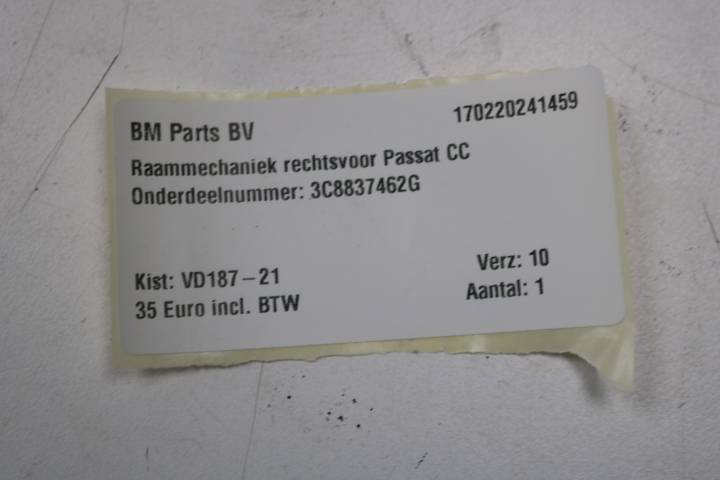 BM Parts BV 170220241459
Raammechaniek rechtsvoor Passat CC
Onderdeelnummer: 3C8837462G
Kist: VD187-21 Verz: 10
35 Euro incl. BTW Aantal: 1